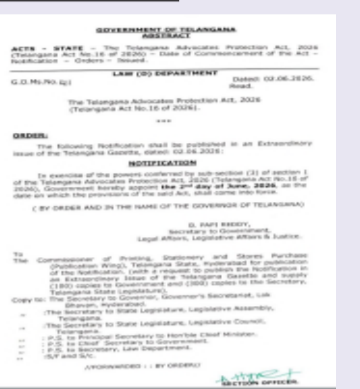 GOVERNMENT OF TELANGANA
ABSTRACT
ACTS – STATE – The Telangana Advocates Protection Act, 2026
(Telangana Act No.16 of 2026) – Date of Commencement of the Act –
Notification – Orders – Issued.
LAW (D) DEPARTMENT
G.O.Ms.No.
Dated: 02.06.2026.
Read.
The Telangana Advocates Protection Act, 2026
(Telangana Act No.16 of 2026).
***
ORDER:
The following Notification shall be published in an Extraordinary
issue of the Telangana Gazette, dated: 02.06.2026:
NOTIFICATION
In exercise of the powers conferred by sub-section (3) of section 1
of the Telangana Advocates Protection Act, 2026 (Telangana Act No.16 of
2026), Government hereby appoint the 2nd day of June, 2026, as the
date on which the provisions of the said Act, shall come into force.
( BY ORDER AND IN THE NAME OF THE GOVERNOR OF TELANGANA)
PAPI REDDY,
Secretary to Government,
Legal Affairs, Legislative Affairs & Justice.
To
The Commissioner of Printing, Stationery and Stores Purchase
(Publication Wing), Telangana State, Hyderabad for publication
of the Notification, (with a request to publish the Notification in
an Extraordinary Issue of the Telangana Gazette and supply
copies to Government and copies to the Secretary,
Telangana State Legislature).
Copy to: The Secretary to Governor, Governor's Secretariat, Lok
Bhavan, Hyderabad.
" :The Secretary to State Legislature, Legislative Assembly,
Telangana.
" :The Secretary to State Legislature, Legislative Council,
Telangana.
" : P.S. to Principal Secretary to Hon'ble Chief Minister.
" : P.S. to Chief Secretary to Government.
" : P.S. to Secretary, Law Department.
" :S/F and S/c.
//FORWARDED : : BY ORDER//
SECTION OFFICER.